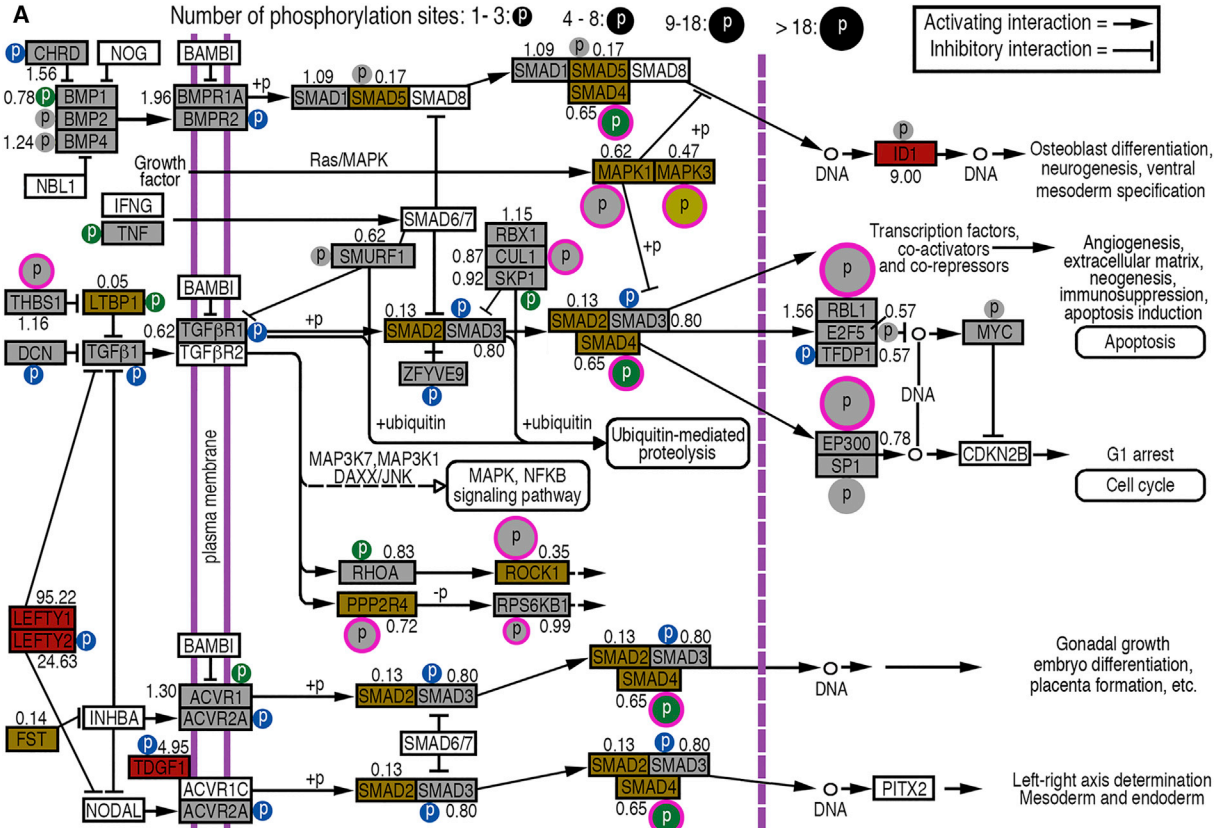 A
Number of phosphorylation sites: 1- 3: p 4 - 8: p 9-18: p > 18: p
Activating interaction =
Inhibitory interaction =
p CHRD NOG BAMBI
1.56
0.78 p BMP1
p BMP2
1.24 p BMP4
NBL1
1.96 BMPR1A
BMPR2 p
+p
1.09 p 0.17
SMAD1 SMAD5 SMAD8
1.09 p 0.17
SMAD1 SMAD5 SMAD8
SMAD4
0.65 p
+p
Growth
factor
Ras/MAPK
0.62 0.47
MAPK1 MAPK3
p p
+p
O
DNA
p
ID1
9.00
O
DNA
Osteoblast differentiation,
neurogenesis, ventral
mesoderm specification
IFNG
p TNF
SMAD6/7
0.62
p SMURF1
1.15
RBX1
0.87 CUL1 p
0.92 SKP1
p
Transcription factors,
co-activators
and co-repressors
Angiogenesis,
extracellular matrix,
neogenesis,
immunosuppression,
apoptosis induction
Apoptosis
p
THBS1
1.16
0.05
LTBP1 p
BAMBI
DCN
p
TGFβ1
p
0.62 TGFβR1 p
TGFβR2
+p
0.13 p
SMAD2 SMAD3
0.80
ZFYVE9
p
0.13 p
SMAD2 SMAD3 0.80
SMAD4
0.65 p
p
1.56 RBL1
0.57
E2F5 p
p TFDP1 0.57
O
p
MYC
DNA
p
EP300 0.78
SP1
p
O
CDKN2B
G1 arrest
Cell cycle
+ubiquitin
+ubiquitin
Ubiquitin-mediated
proteolysis
MAP3K7,MAP3K1
DAXX/JNK
MAPK, NFKB
signaling pathway
plasma membrane
p 0.83
RHOA
p
0.35
ROCK1
PPP2R4
p 0.72
-p
RPS6KB1
p 0.99
95.22
LEFTY1
LEFTY2 p
24.63
BAMBI
p
1.30 ACVR1
ACVR2A p
+p
0.13 p 0.80
SMAD2 SMAD3
0.13 p 0.80
SMAD2 SMAD3
SMAD4
0.65 p
O
DNA
Gonadal growth
embryo differentiation,
placenta formation, etc.
0.14
FST
INHBA
p 4.95
TDGF1
SMAD6/7
NODAL
ACVR1C
ACVR2A p
+p
0.13
SMAD2 SMAD3
p 0.80
0.13 p 0.80
SMAD2 SMAD3
SMAD4
0.65 p
O
DNA
PITX2
Left-right axis determination
Mesoderm and endoderm